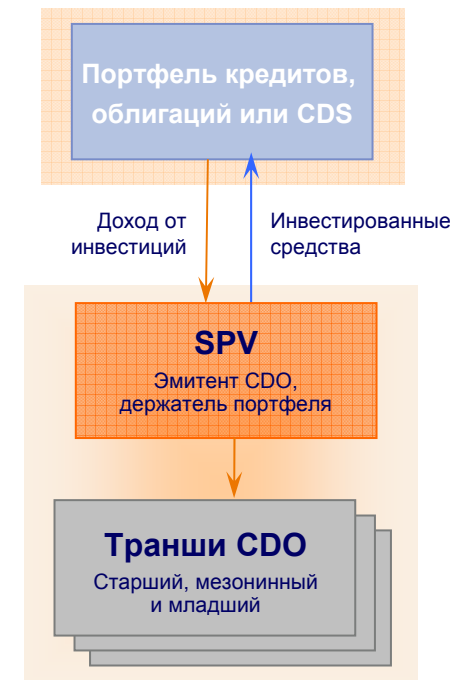 Портфель кредитов,
облигаций или CDS
Доход от
инвестиций
Инвестированные
средства
SPV
Эмитент CDO,
держатель портфеля
Транши CDO
Старший, мезонинный
и младший